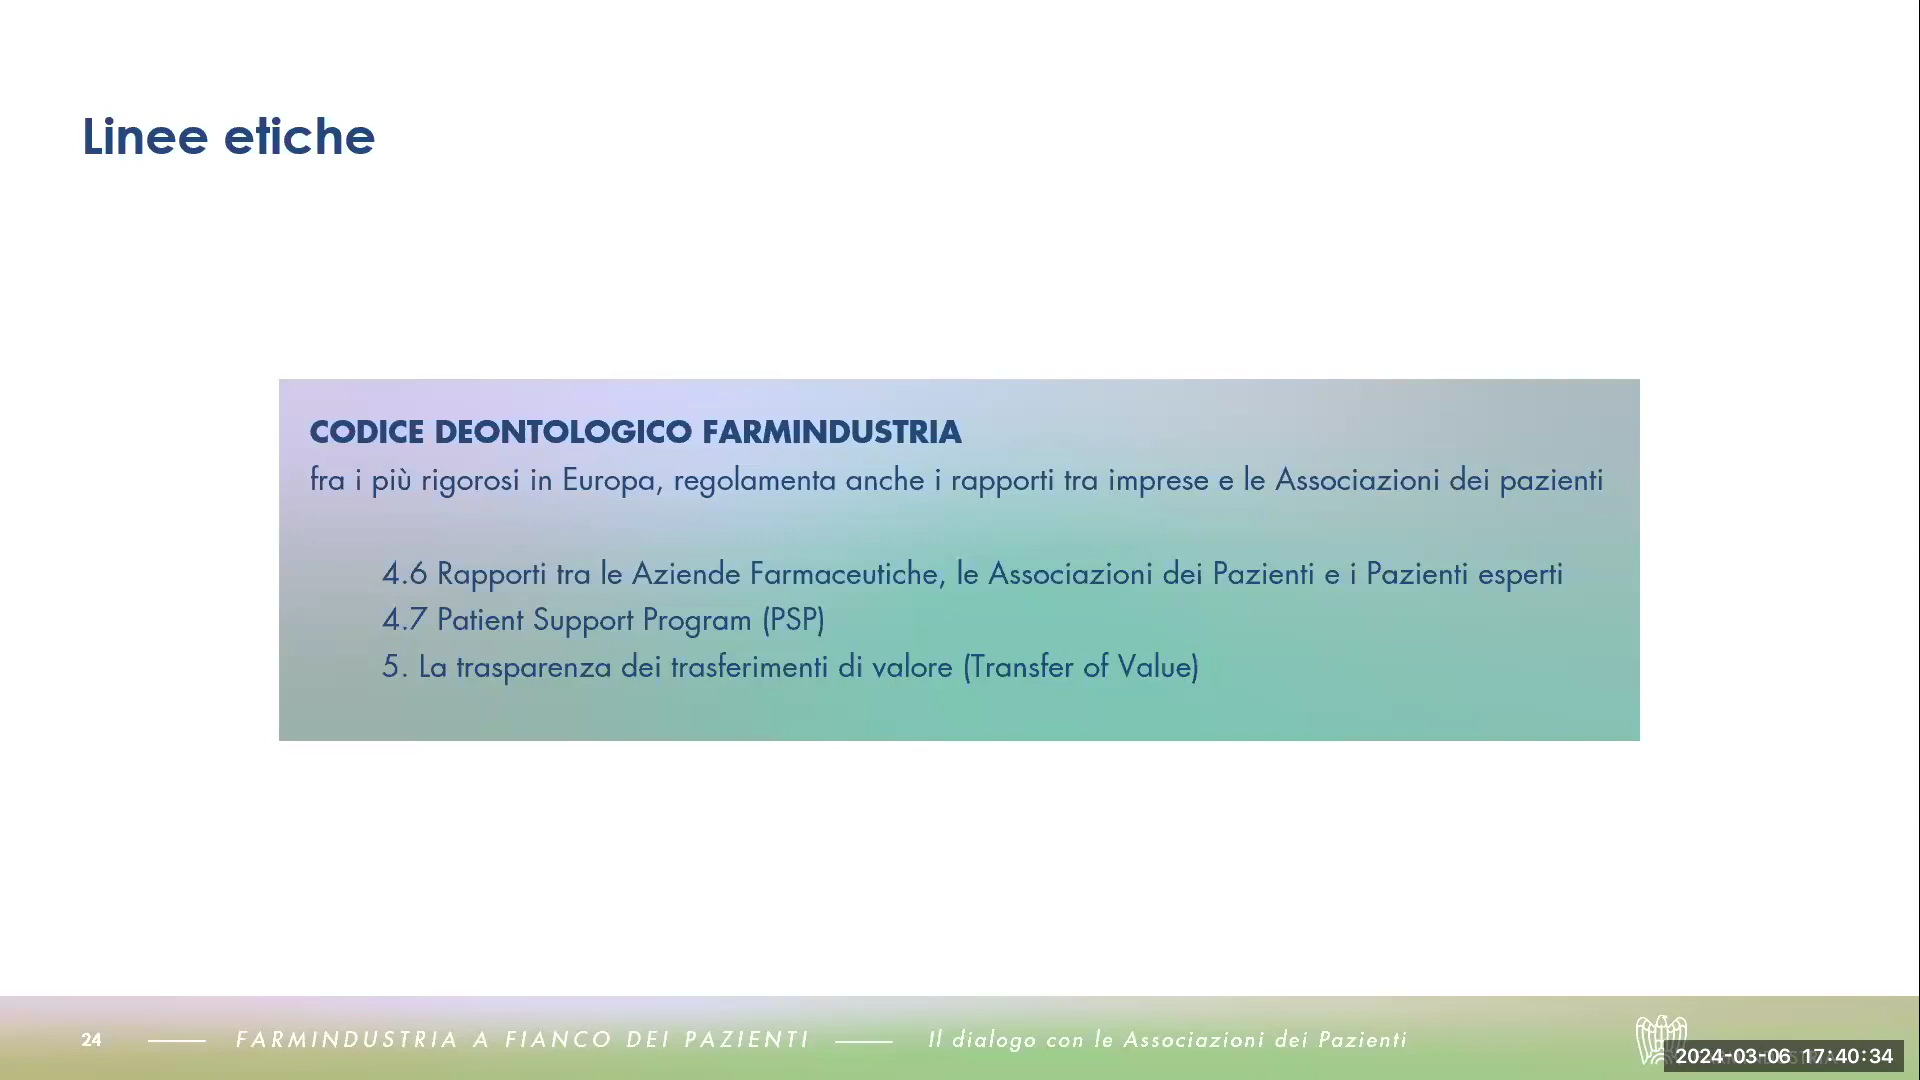 Linee etiche
CODICE DEONTOLOGICO FARMINDUSTRIA
fra i più rigorosi in Europa, regolamenta anche i rapporti tra imprese e le Associazioni dei pazienti
4.6 Rapporti tra le Aziende Farmaceutiche, le Associazioni dei Pazienti e i Pazienti esperti
4.7 Patient Support Program (PSP)
5. La trasparenza dei trasferimenti di valore (Transfer of Value)
24 FARMINDUSTRIA A FIANCO DEI PAZIENTI Il dialogo con le Associazioni dei Pazienti
2024-03-06 17:40:34